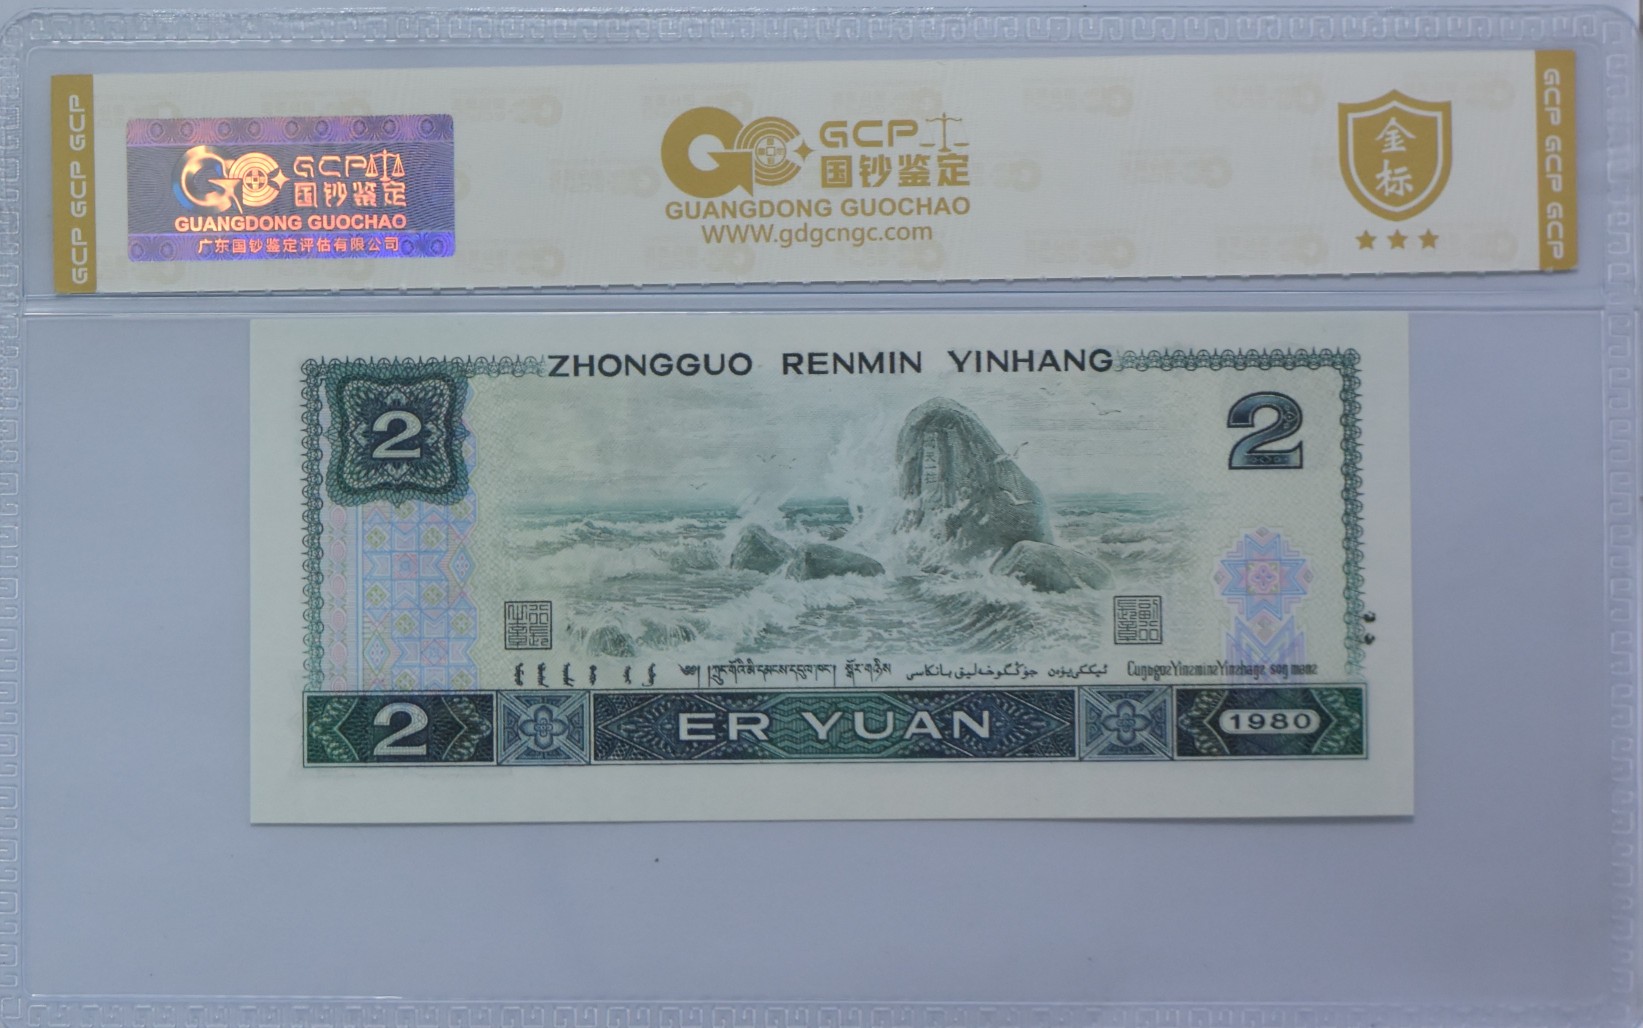 GCP GCP GCP
GCP
国钞鉴定
GUANGDONG GUOCHAO
广东国钞鉴定评估有限公司
GCP
国钞鉴定
GUANGDONG GUOCHAO
WWW.gdgcngc.com
金标
GCP GCP GCP
ZHONGGUO RENMIN YINHANG
2
2
2
ER YUAN
1980